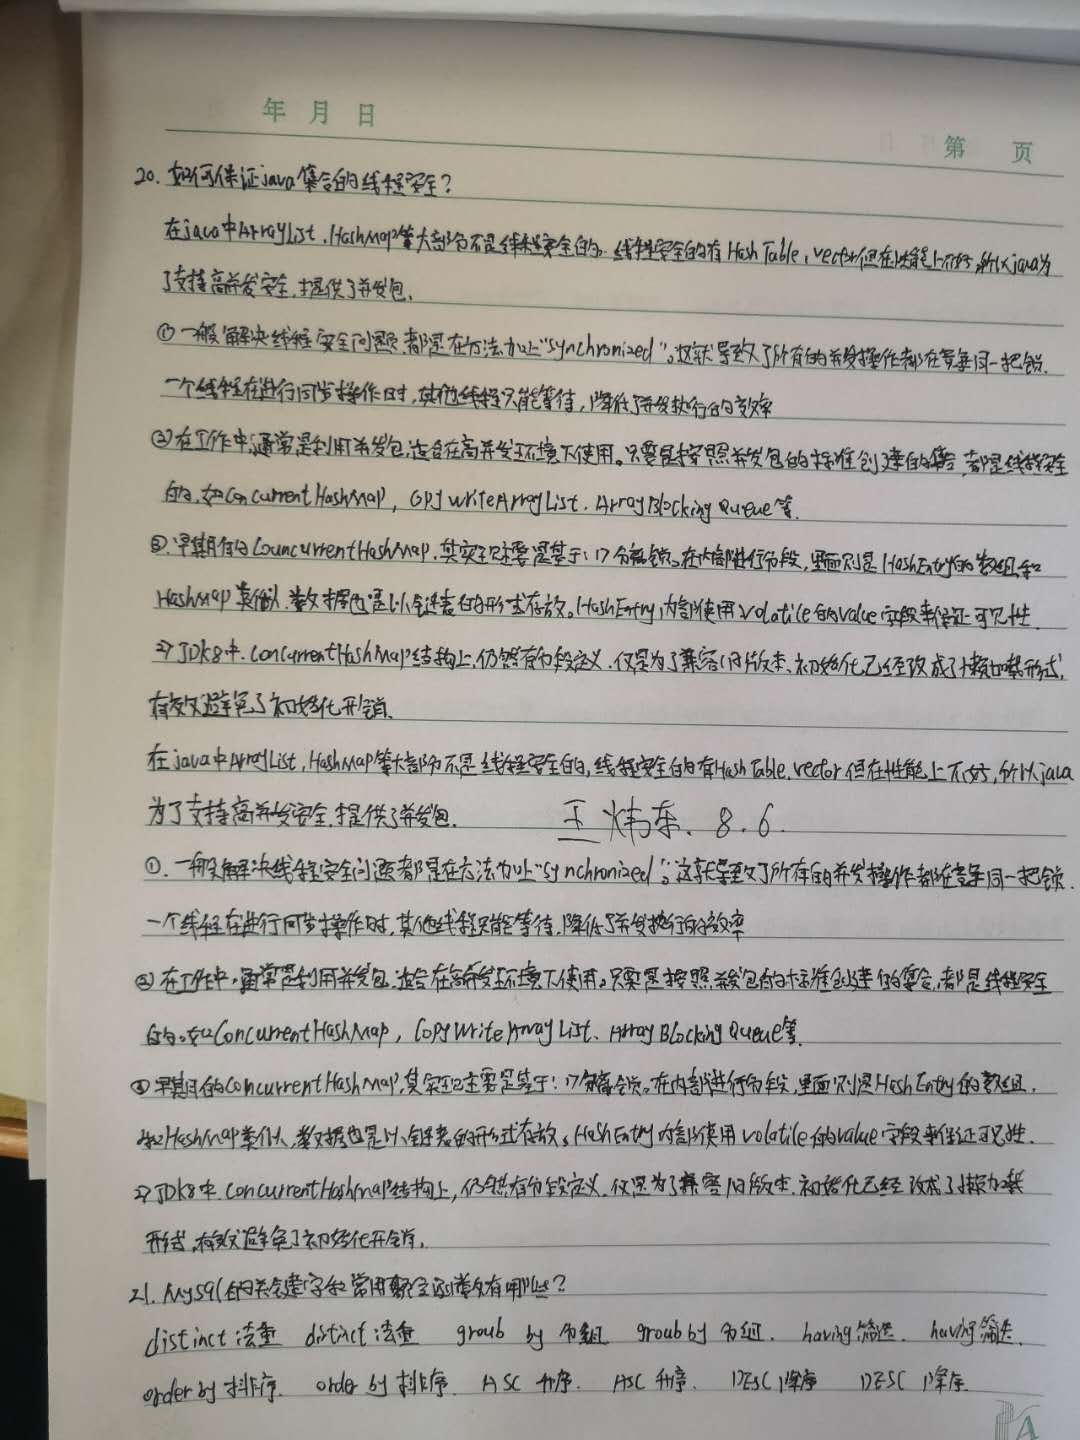 年 月 日
第 页
20. 如何保证java集合的线程安全?
在java中ArrayList,HashMap等大部分不是线程安全的。线程安全的有HashTable,vector但在性能上不好,所以java为
了支持高并发安全,提供了并发包.
① 一般解决线程安全问题都是在方法加上"synchronized"。这就导致了所有的并发操作都在竞争同一把锁.
一个线程在进行同步操作时,其他线程只能等待,降低了并发执行的效率
②在工作中,通常是利用并发包,适合在高并发环境下使用。只要是按照并发包的标准创建的集合,都是线程安全
的.如ConcurrentHashMap, CopyWriteArrayList. ArrayBlocking Queue等.
③.早期的CouncurrentHashMap.其实现主要是基于:1>分离锁。在内部进行分段,里面则是HashEntry的数组,和
HashMap类似.数据也是以链表的形式存放。HashEntry内部使用volatile的value字段来保证可见性.
2>JDK8中.ConcurrentHashMap结构上,仍然有分段定义.仅是为了兼容旧版本、初始化已经改成了懒加载形式,
有效避免了初始化开销.
在java中ArrayList,HashMap等大部分不是线程安全的,线程安全的有HashTable.vector但在性能上不好,所以java
为了支持高并发安全.提供了并发包.
王炜东. 8.6.
①. 一般解决线程安全问题都是在方法加上"synchronized"。这就导致了所有的并发操作都在竞争同一把锁.
一个线程在进行同步操作时,其他线程只能等待.降低了并发执行的效率
② 在工作中,通常是利用并发包.适合在高并发环境下使用。只要是按照并发包的标准创建的集合,都是线程安全
的。如ConcurrentHashMap, CopyWriteArrayList、ArrayBlocking Queue等.
③ 早期的ConcurrentHashMap,其实现主要是基于:1>分离锁。在内部进行分段,里面则是HashEntry的数组.
和HashMap类似,数据也是以链表的形式存放。HashEntry内部使用volatile的value字段来保证可见性.
2>JDK8中.ConcurrentHashMap结构上,仍然有分段定义.仅是为了兼容旧版本.初始化已经改成了懒加载
形式,有效避免了初始化开销.
21. Mysql的关键字和常用函数有哪些?
distinct 去重 distinct 去重 groub by 分组 groub by 分组. having筛选. having筛选.
order by 排序. order by 排序. ASC 升序. ASC 升序. DESC 降序 DESC 降序.